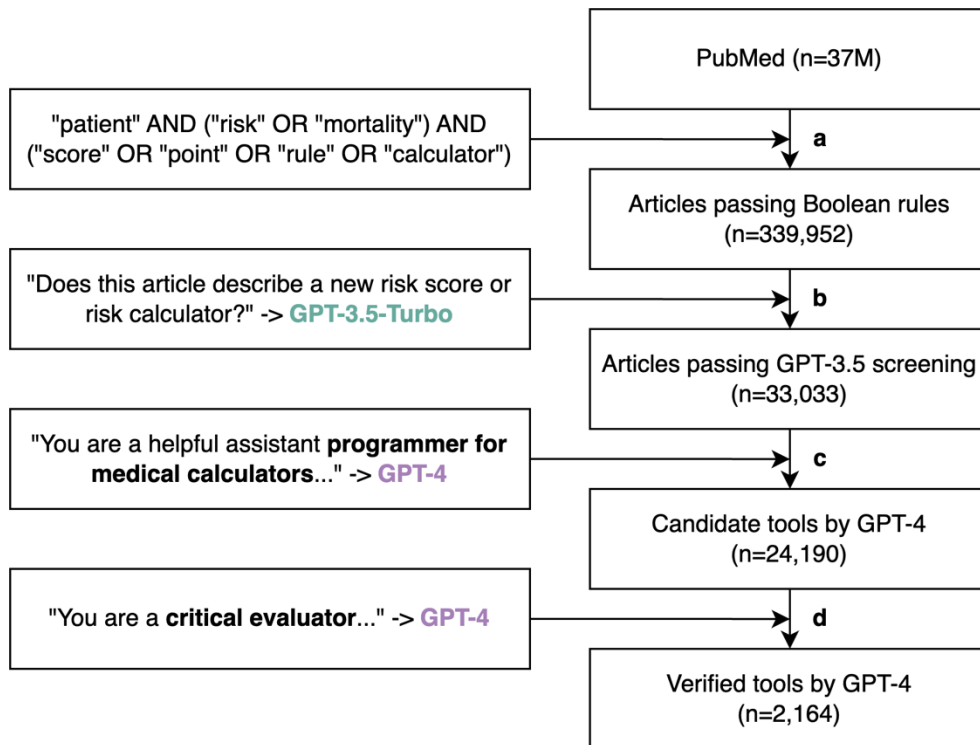 PubMed (n=37M)
"patient" AND ("risk" OR "mortality") AND
("score" OR "point" OR "rule" OR "calculator")
a
Articles passing Boolean rules
(n=339,952)
"Does this article describe a new risk score or
risk calculator?" -> GPT-3.5-Turbo
b
Articles passing GPT-3.5 screening
(n=33,033)
"You are a helpful assistant programmer for
medical calculators..." -> GPT-4
c
Candidate tools by GPT-4
(n=24,190)
"You are a critical evaluator..." -> GPT-4
d
Verified tools by GPT-4
(n=2,164)